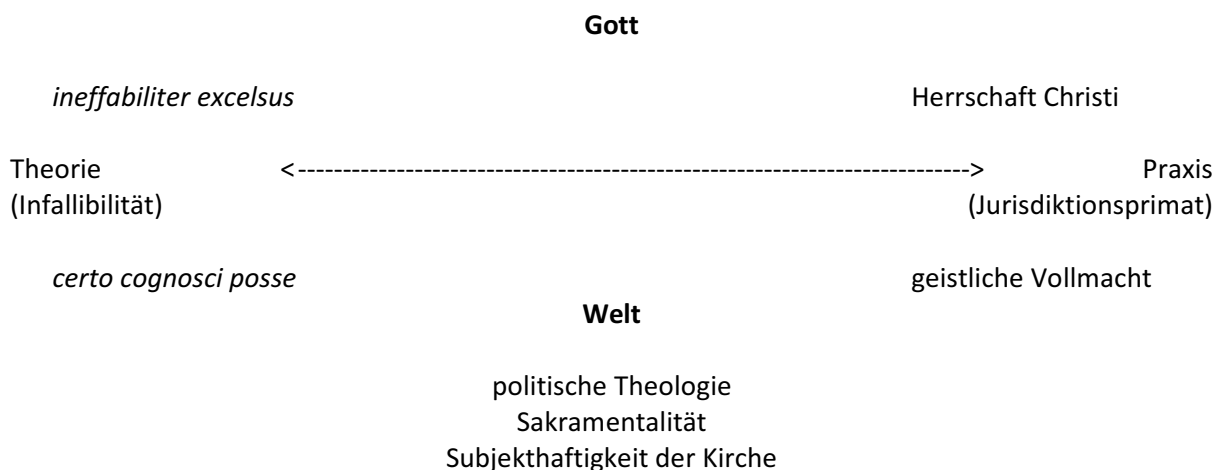 Gott
ineffabiliter excelsus Herrschaft Christi
Theorie <--------------------------------------------------------------------------> Praxis
(Infallibilität) (Jurisdiktionsprimat)
certo cognosci posse geistliche Vollmacht
Welt
politische Theologie
Sakramentalität
Subjekthaftigkeit der Kirche